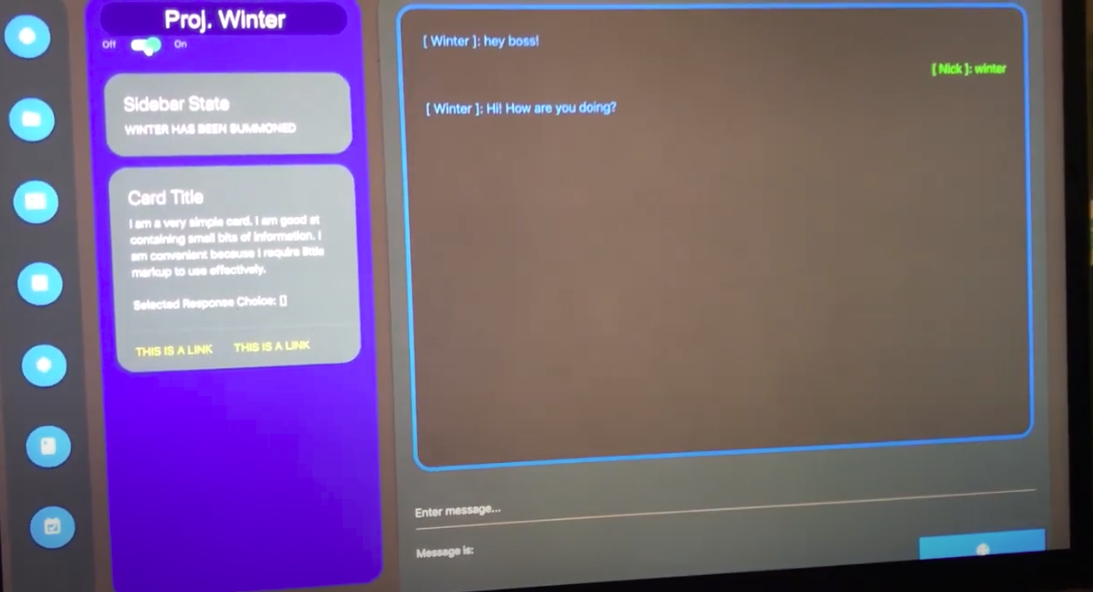 Proj. Winter
Off On
Sidebar State
WINTER HAS BEEN SUMMONED
Card Title
I am a very simple card. I am good at
containing small bits of information. I
am convenient because I require little
markup to use effectively.
Selected Response Choice: []
THIS IS A LINK THIS IS A LINK
[ Winter ]: hey boss!
[ Nick ]: winter
[ Winter ]: Hi! How are you doing?
Enter message...
Message is: